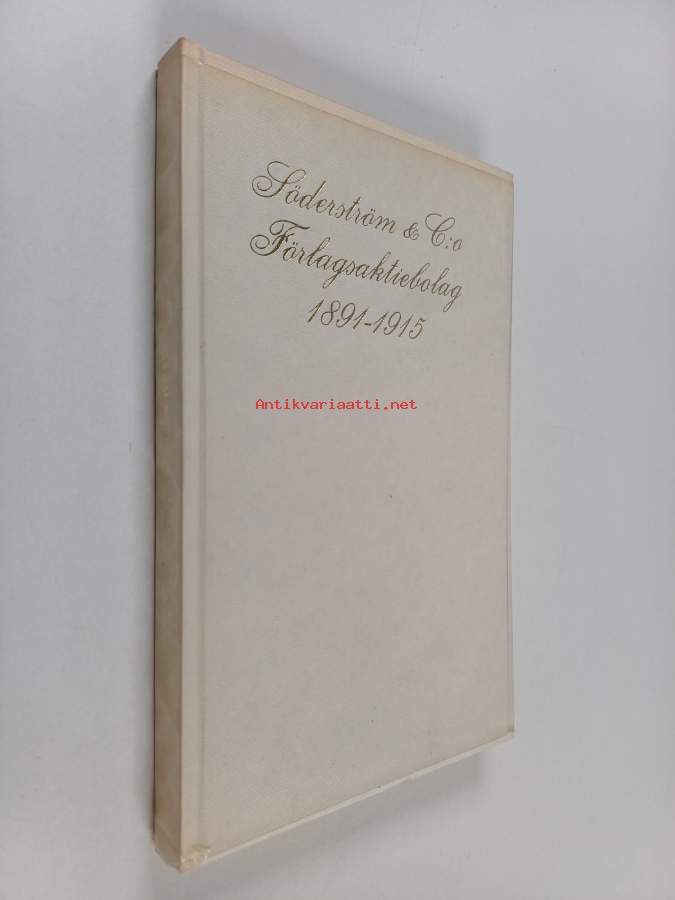 Söderström & C:o
Förlagsaktiebolag
1891-1915
Antikvariaatti.net